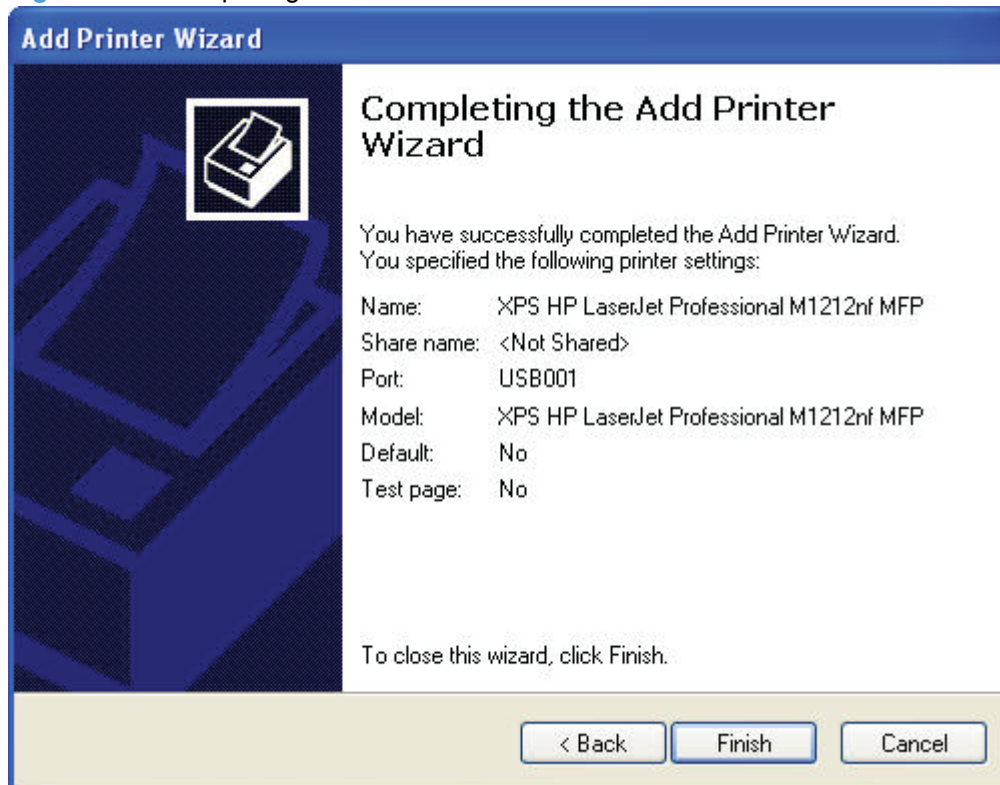 Add Printer Wizard
Completing the Add Printer
Wizard
You have successfully completed the Add Printer Wizard.
You specified the following printer settings:
Name: XPS HP LaserJet Professional M1212nf MFP
Share name: <Not Shared>
Port: USB001
Model: XPS HP LaserJet Professional M1212nf MFP
Default: No
Test page: No
To close this wizard, click Finish.
< Back Finish Cancel